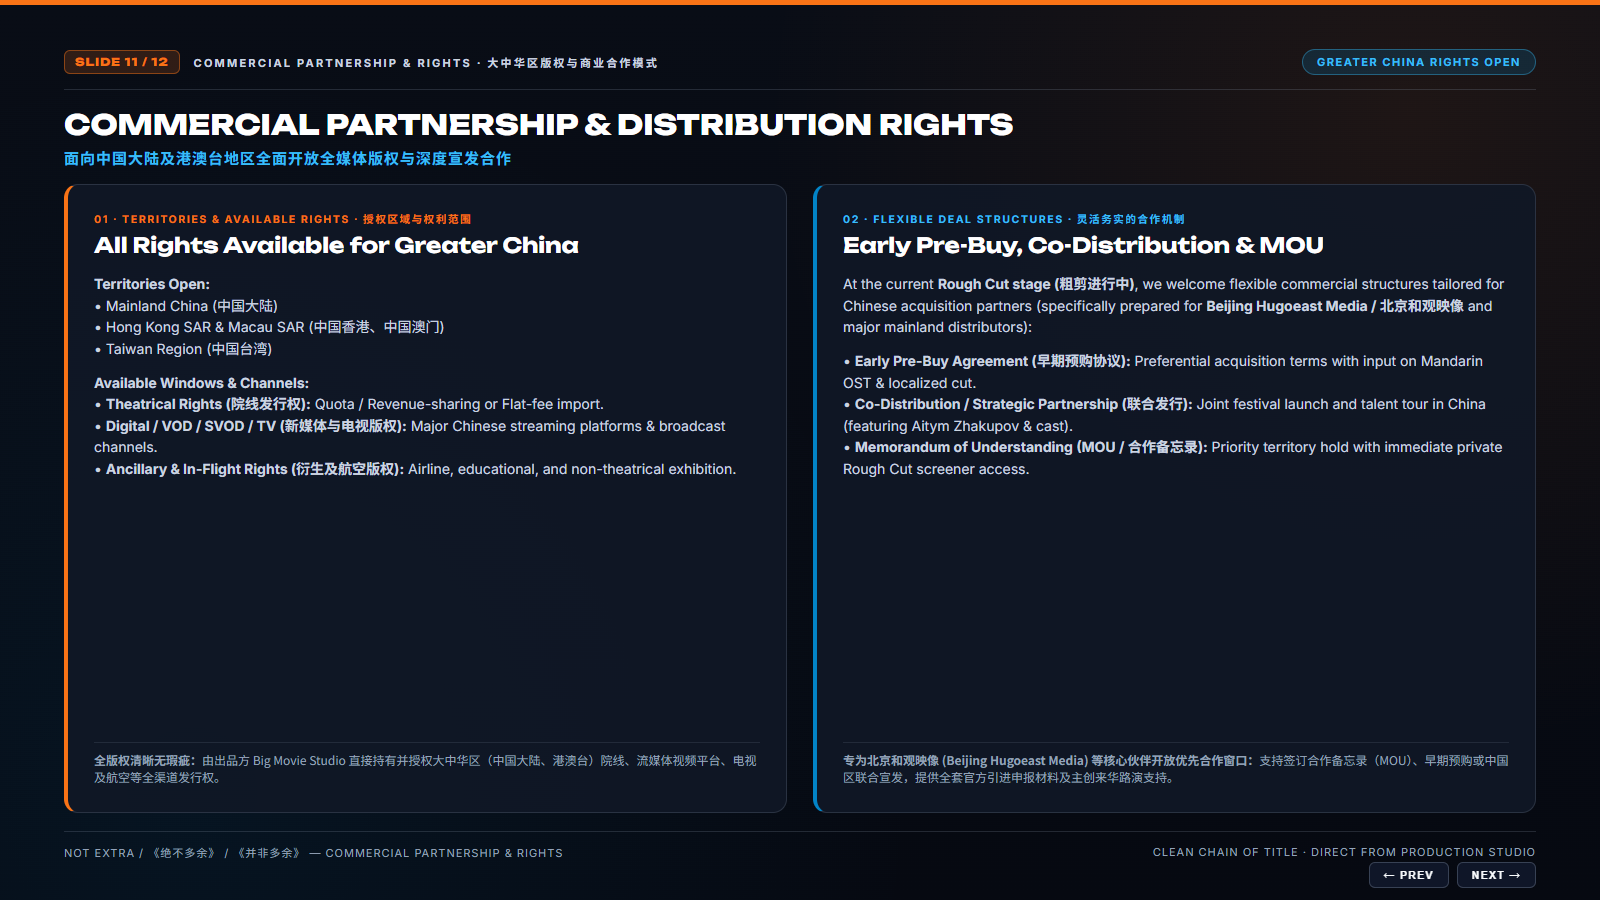 SLIDE 11 / 12
COMMERCIAL PARTNERSHIP & RIGHTS · 大中华区版权与商业合作模式
GREATER CHINA RIGHTS OPEN
COMMERCIAL PARTNERSHIP & DISTRIBUTION RIGHTS
面向中国大陆及港澳台地区全面开放全媒体版权与深度宣发合作
01 · TERRITORIES & AVAILABLE RIGHTS · 授权区域与权利范围
All Rights Available for Greater China
Territories Open:
• Mainland China (中国大陆)
• Hong Kong SAR & Macau SAR (中国香港、中国澳门)
• Taiwan Region (中国台湾)
Available Windows & Channels:
• Theatrical Rights (院线发行权): Quota / Revenue-sharing or Flat-fee import.
• Digital / VOD / SVOD / TV (新媒体与电视版权): Major Chinese streaming platforms & broadcast
channels.
• Ancillary & In-Flight Rights (衍生及航空版权): Airline, educational, and non-theatrical exhibition.
全版权清晰无瑕疵：由出品方 Big Movie Studio 直接持有并授权大中华区（中国大陆、港澳台）院线、流媒体视频平台、电视
及航空等全渠道发行权。
02 · FLEXIBLE DEAL STRUCTURES · 灵活务实的合作机制
Early Pre-Buy, Co-Distribution & MOU
At the current Rough Cut stage (粗剪进行中), we welcome flexible commercial structures tailored for
Chinese acquisition partners (specifically prepared for Beijing Hugoeast Media / 北京和观映像 and
major mainland distributors):
• Early Pre-Buy Agreement (早期预购协议): Preferential acquisition terms with input on Mandarin
OST & localized cut.
• Co-Distribution / Strategic Partnership (联合发行): Joint festival launch and talent tour in China
(featuring Aitym Zhakupov & cast).
• Memorandum of Understanding (MOU / 合作备忘录): Priority territory hold with immediate private
Rough Cut screener access.
专为北京和观映像 (Beijing Hugoeast Media) 等核心伙伴开放优先合作窗口：支持签订合作备忘录（MOU）、早期预购或中国
区联合宣发，提供全套官方引进申报材料及主创来华路演支持。
NOT EXTRA / 《绝不多余》 / 《并非多余》 — COMMERCIAL PARTNERSHIP & RIGHTS
CLEAN CHAIN OF TITLE · DIRECT FROM PRODUCTION STUDIO
← PREV
NEXT →